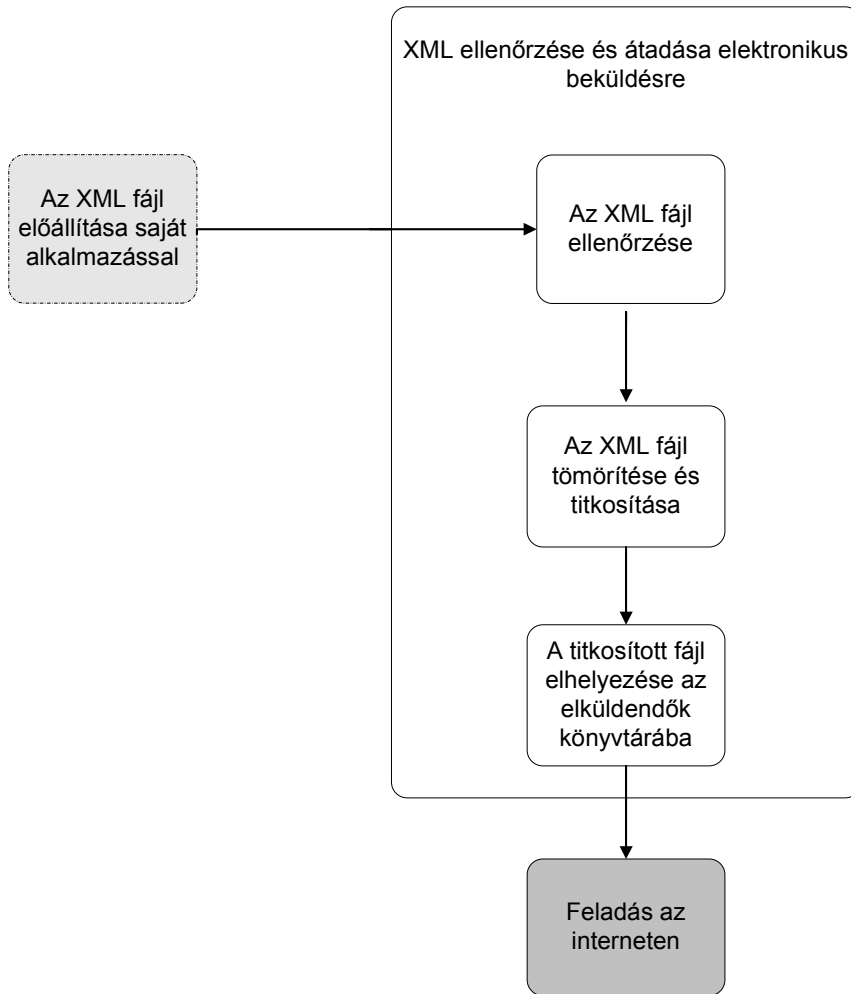 XML ellenőrzése és átadása elektronikus
beküldésre
Az XML fájl
előállítása saját
alkalmazással
Az XML fájl
ellenőrzése
Az XML fájl
tömörítése és
titkosítása
A titkosított fájl
elhelyezése az
elküldendők
könyvtárába
Feladás az
interneten